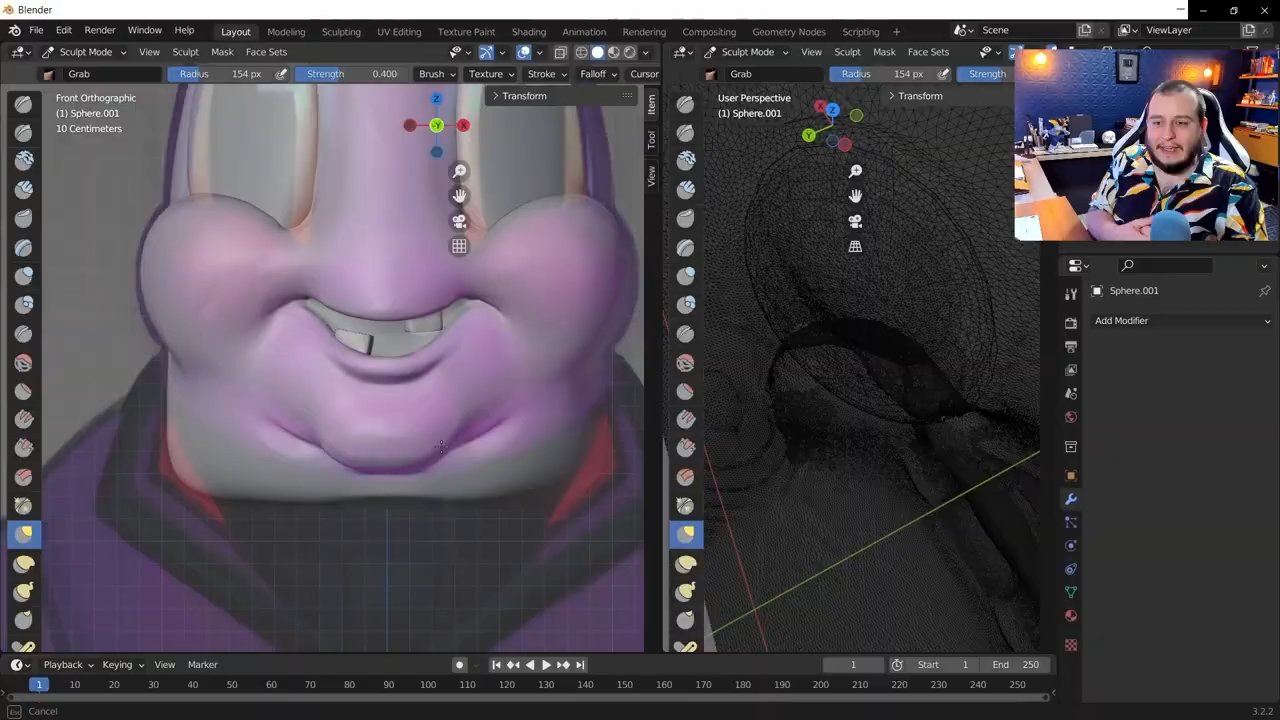 Blender
File Edit Render Window Help Layout Modeling Sculpting UV Editing Texture Paint Shading Animation Rendering Compositing Geometry Nodes Scripting + Scene ViewLayer
Sculpt Mode View Sculpt Mask Face Sets
Sculpt Mode View Sculpt Mask Face Sets
Grab Radius 154 px Strength 0.400 Brush Texture Stroke Falloff Cursor
Grab Radius 154 px Strength
Front Orthographic
(1) Sphere.001
10 Centimeters
Z
-Y
X
> Transform
Item
Tool
View
User Perspective
(1) Sphere.001
X
Z
Y
> Transform
Sphere.001
Add Modifier
Playback Keying View Marker 1 Start 1 End 250
1 10 20 30 40 50 60 70 80 90 100 110 120 130 140 150 160 170 180 190 200 210 220 230 240 250
Esc Cancel 3.2.2